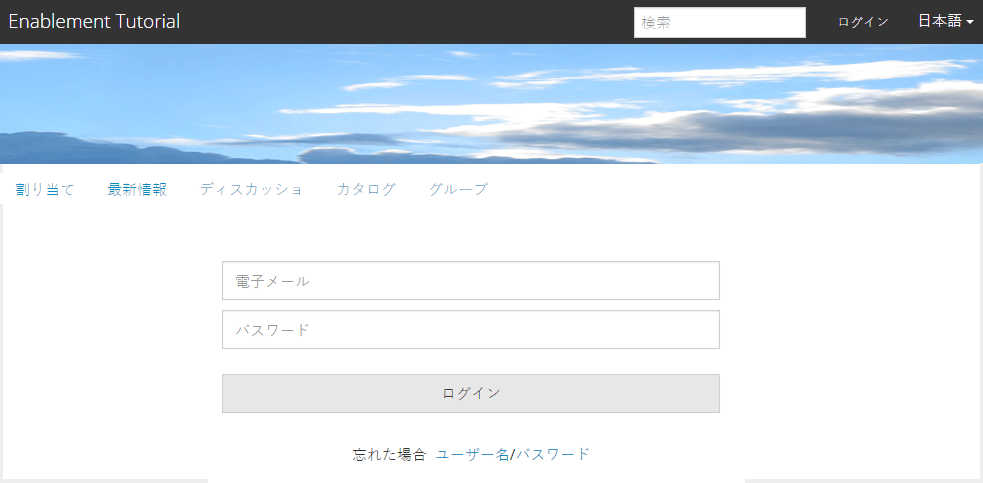 Enablement Tutorial 検索 ログイン 日本語
割り当て 最新情報 ディスカッショ カタログ グループ
電子メール
パスワード
ログイン
忘れた場合 ユーザー名/パスワード